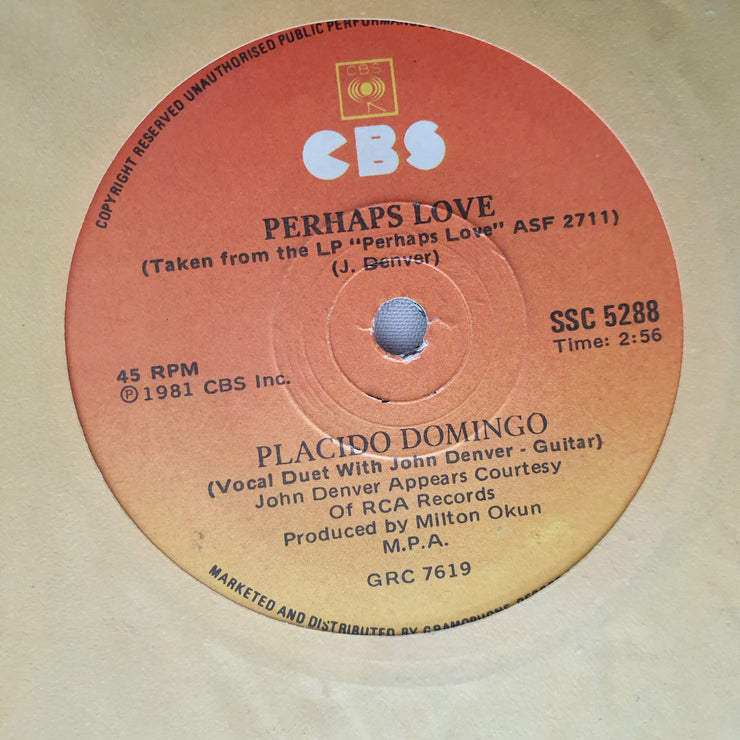 COPYRIGHT RESERVED UNAUTHORISED PUBLIC
CBS
CBS
PERHAPS LOVE
(Taken from the LP "Perhaps Love" ASF 2711)
(J. Denver)
SSC 5288
Time: 2:56
45 RPM
Ⓟ1981 CBS Inc.
PLACIDO DOMINGO
(Vocal Duet With John Denver - Guitar)
John Denver Appears Courtesy
Of RCA Records
Produced by Milton Okun
M.P.A.
GRC 7619
MARKETED AND DISTRIBUTED BY GRAMOPHONE